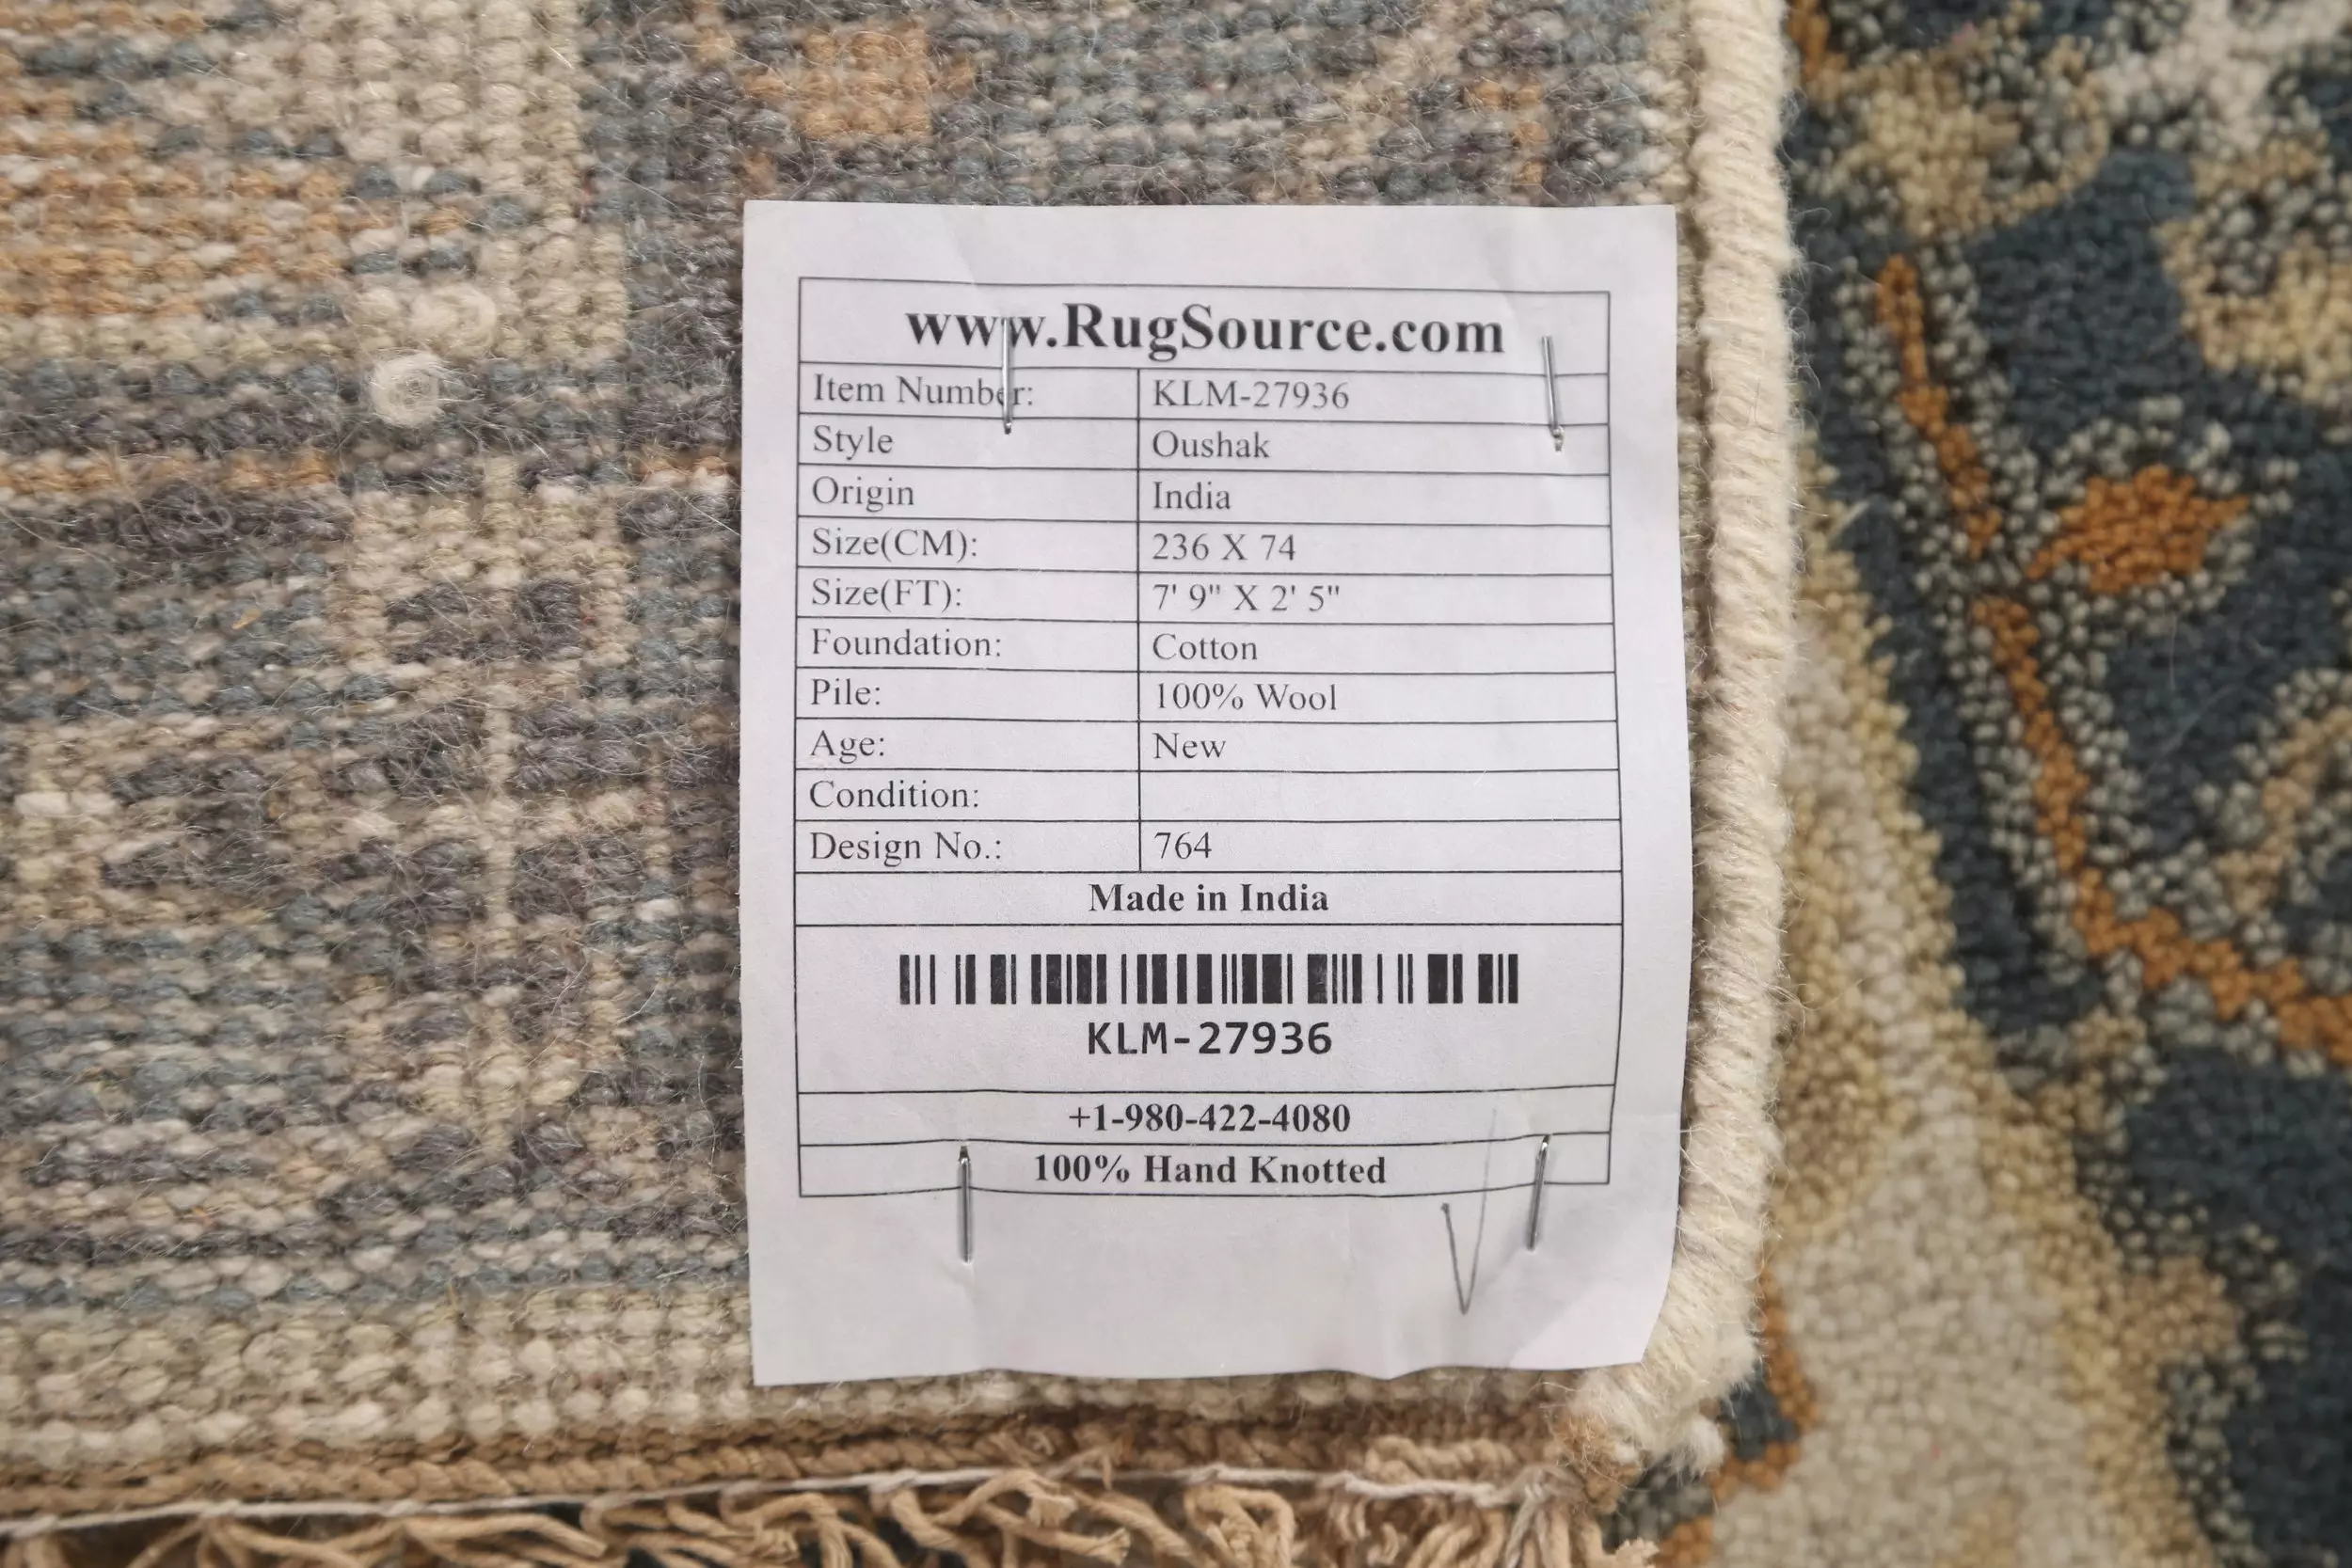 www.RugSource.com
Item Number: KLM-27936
Style Oushak
Origin India
Size(CM): 236 X 74
Size(FT): 7' 9" X 2' 5"
Foundation: Cotton
Pile: 100% Wool
Age: New
Condition:
Design No.: 764
Made in India
KLM-27936
+1-980-422-4080
100% Hand Knotted